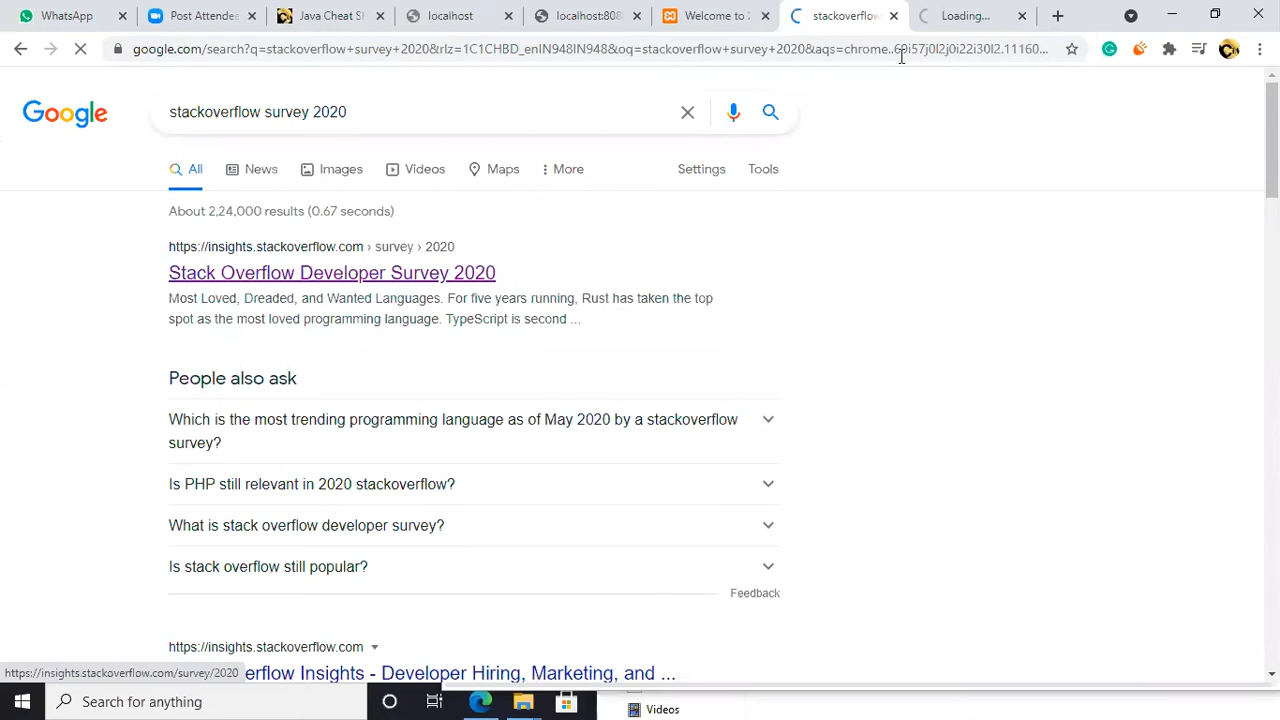 WhatsApp
Post Attende
Java Cheat S
localhost
localhost:808
Welcome to
stackoverflow
Loading...
google.com/search?q=stackoverflow+survey+2020&rlz=1C1CHBD_enIN948IN948&oq=stackoverflow+survey+2020&aqs=chrome..69i57j0l2j0i22i30l2.11160...
Google
stackoverflow survey 2020
All
News
Images
Videos
Maps
More
Settings
Tools
About 2,24,000 results (0.67 seconds)
https://insights.stackoverflow.com › survey › 2020
Stack Overflow Developer Survey 2020
Most Loved, Dreaded, and Wanted Languages. For five years running, Rust has taken the top
spot as the most loved programming language. TypeScript is second ...
People also ask
Which is the most trending programming language as of May 2020 by a stackoverflow
survey?
Is PHP still relevant in 2020 stackoverflow?
What is stack overflow developer survey?
Is stack overflow still popular?
Feedback
https://insights.stackoverflow.com
erflow Insights - Developer Hiring, Marketing, and ...
https://insights.stackoverflow.com/survey/2020
Search for anything
Videos